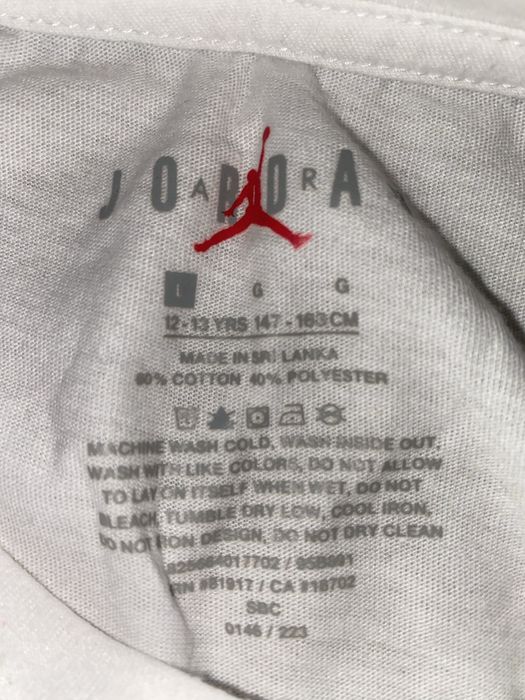 JOARDRA
L G G
12-13 YRS 147-163CM
MADE IN SRI LANKA
60% COTTON 40% POLYESTER
MACHINE WASH COLD, WASH INSIDE OUT,
WASH WITH LIKE COLORS, DO NOT ALLOW
TO LAY ON ITSELF WHEN WET, DO NOT
BLEACH, TUMBLE DRY LOW, COOL IRON,
DO NOT IRON DESIGN, DO NOT DRY CLEAN
SBC
0146 / 223